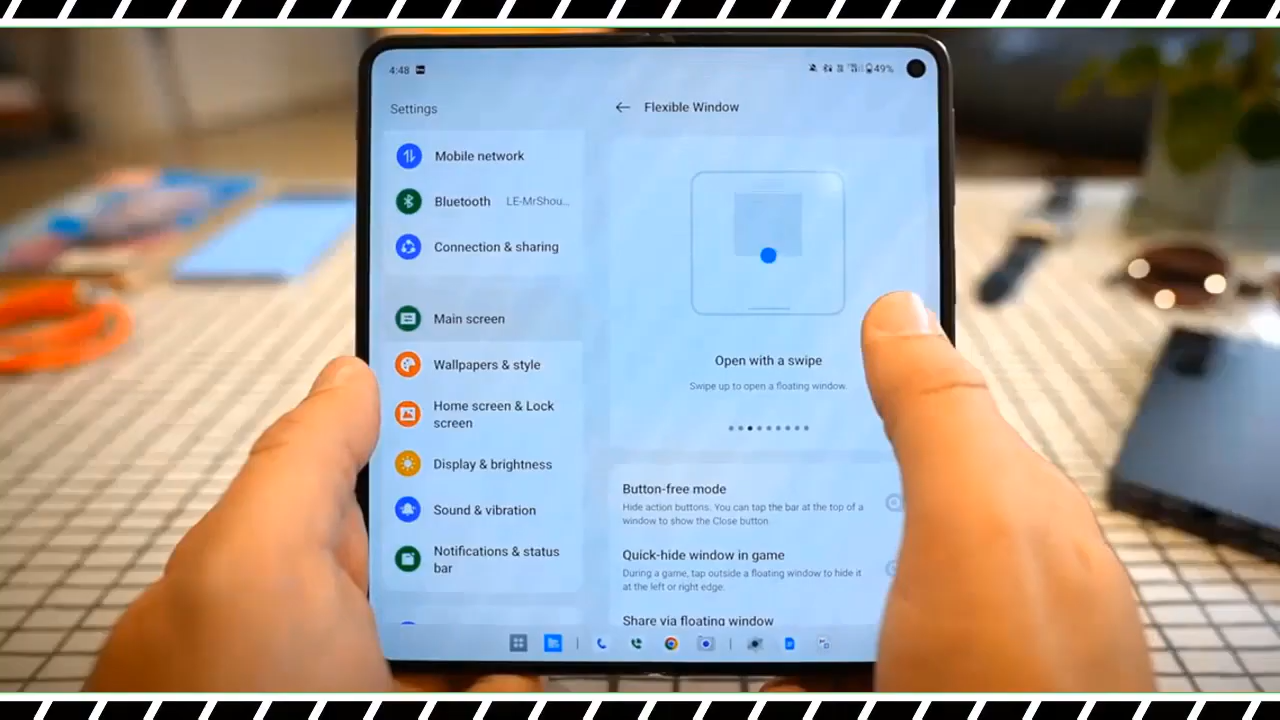 4:48
49%
Settings
Flexible Window
Mobile network
Bluetooth LE-MrShou...
Connection & sharing
Main screen
Wallpapers & style
Home screen & Lock
screen
Display & brightness
Sound & vibration
Notifications & status
bar
Open with a swipe
Swipe up to open a floating window.
Button-free mode
Hide action buttons. You can tap the bar at the top of a
window to show the Close button.
Quick-hide window in game
During a game, tap outside a floating window to hide it
at the left or right edge.
Share via floating window